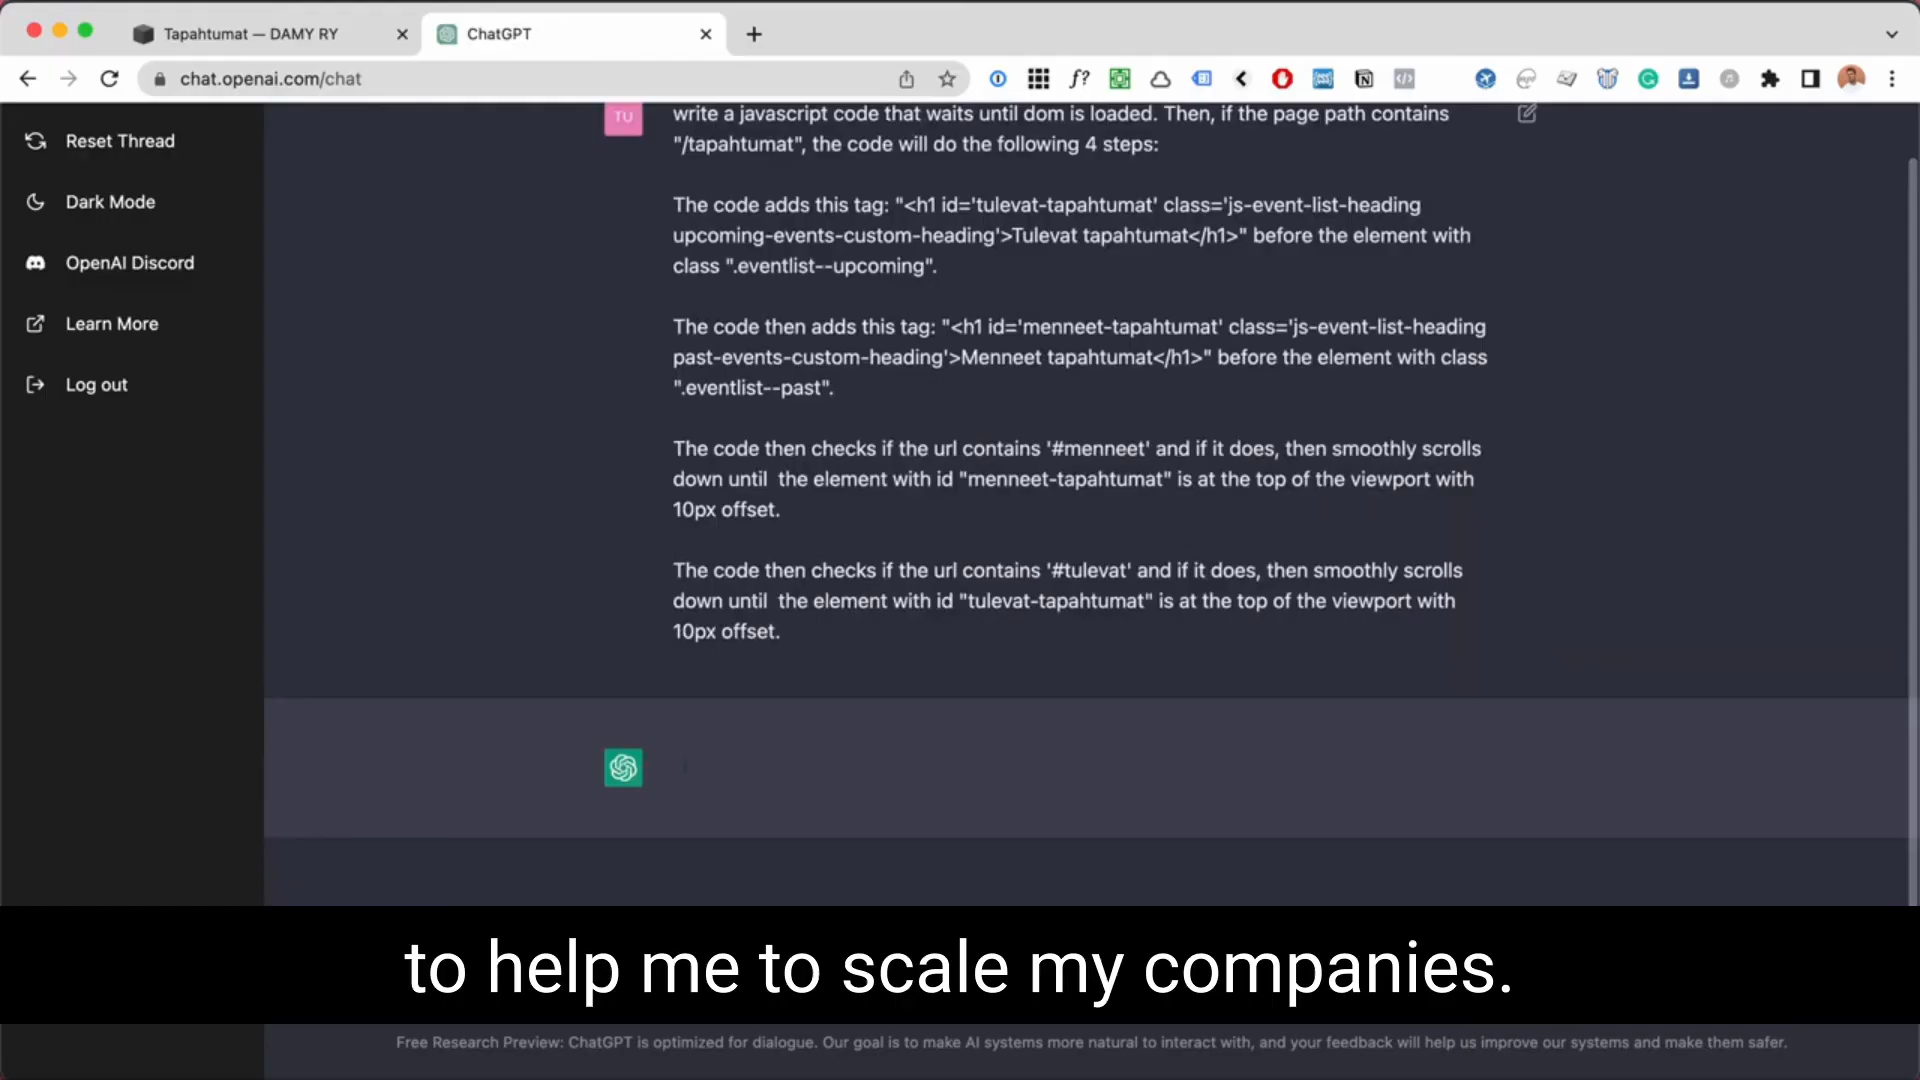 Tapahtumat — DAMY RY
ChatGPT
chat.openai.com/chat
Reset Thread
Dark Mode
OpenAI Discord
Learn More
Log out
TU
write a javascript code that waits until dom is loaded. Then, if the page path contains
"/tapahtumat", the code will do the following 4 steps:
The code adds this tag: "<h1 id='tulevat-tapahtumat' class='js-event-list-heading
upcoming-events-custom-heading'>Tulevat tapahtumat</h1>" before the element with
class ".eventlist--upcoming".
The code then adds this tag: "<h1 id='menneet-tapahtumat' class='js-event-list-heading
past-events-custom-heading'>Menneet tapahtumat</h1>" before the element with class
".eventlist--past".
The code then checks if the url contains '#menneet' and if it does, then smoothly scrolls
down until  the element with id "menneet-tapahtumat" is at the top of the viewport with
10px offset.
The code then checks if the url contains '#tulevat' and if it does, then smoothly scrolls
down until  the element with id "tulevat-tapahtumat" is at the top of the viewport with
10px offset.
to help me to scale my companies.
Free Research Preview: ChatGPT is optimized for dialogue. Our goal is to make AI systems more natural to interact with, and your feedback will help us improve our systems and make them safer.